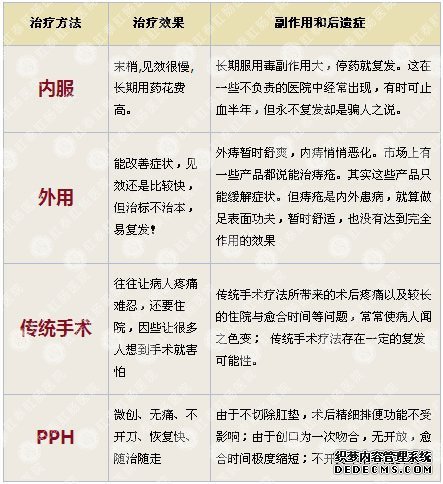 治疗方法 治疗效果 副作用和后遗症
内服
末梢,见效很慢,
长期用药花费
高。
长期服用毒副作用大，停药就复发。这在
一些不负责的医院中经常出现，有时可止
血半年，但永不复发却是骗人之说。
外用
能改善症状，见
效还是比较快，
但治标不治本，
易复发！
外痔暂时舒爽，内痔悄悄恶化。市场上有
一些产品都说能治痔疮。其实这些产品只
能缓解症状。但痔疮是内外患病，就算做
足表面功夫，暂时舒适，也没有达到完全
作用的效果
传统手术
往往让病人疼痛
难忍，还要住
院，因些让很多
人想到手术就害
怕
传统手术疗法所带来的术后疼痛以及较长
的住院与愈合时间等问题，常常使病人闻
之色变； 传统手术疗法存在一定的复发
可能性。
PPH
微创、无痛、不
开刀、恢复快、
随治随走
由于不切除肛垫，术后精细排便功能不受
影响；由于创口为一次吻合，无开放，愈
合时间极度缩短；不开
织梦内容管理系统
DEDECMS.COM